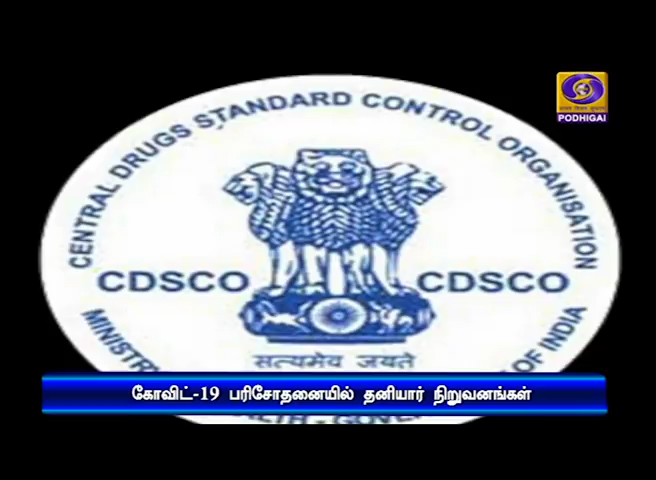 CENTRAL DRUGS STANDARD CONTROL ORGANISATION
PODHIGAI
CDSCO CDSCO
सत्यमेव जयते
OF INDIA
கோவிட்-19 பரிசோதனையில் தனியார் நிறுவனங்கள்